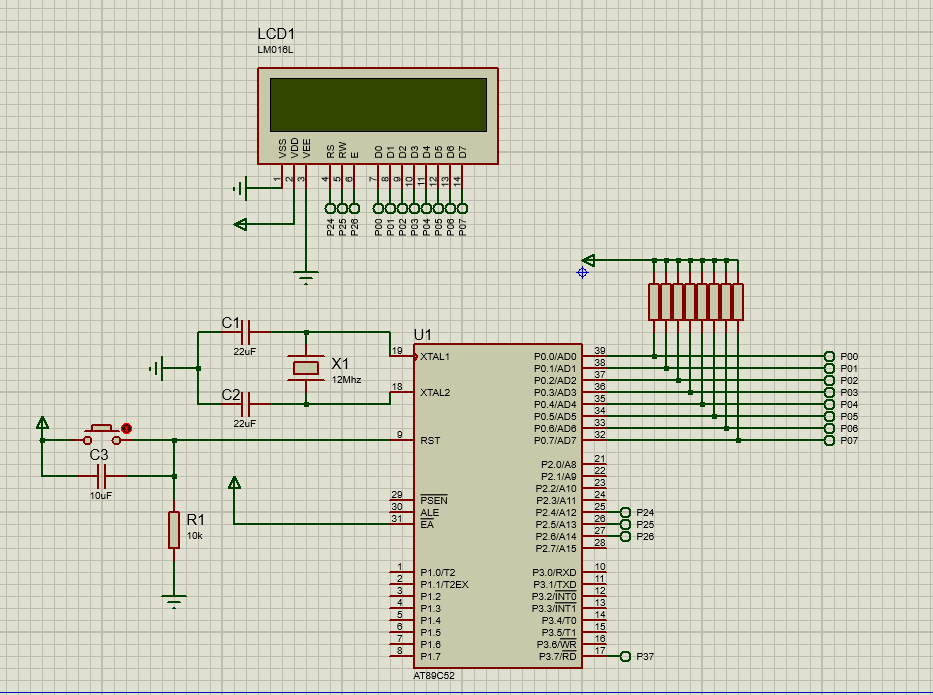 LCD1
LM016L
VSS VDD VEE RS RW E D0 D1 D2 D3 D4 D5 D6 D7
1 2 3 4 5 6 7 8 9 10 11 12 13 14
P24 P25 P26 P00 P01 P02 P03 P04 P05 P06 P07
C1
22uF
X1
12Mhz
C2
22uF
C3
10uF
R1
10k
U1
19 XTAL1
18 XTAL2
9 RST
29 PSEN
30 ALE
31 EA
1 P1.0/T2
2 P1.1/T2EX
3 P1.2
4 P1.3
5 P1.4
6 P1.5
7 P1.6
8 P1.7
P0.0/AD0 39 P00
P0.1/AD1 38 P01
P0.2/AD2 37 P02
P0.3/AD3 36 P03
P0.4/AD4 35 P04
P0.5/AD5 34 P05
P0.6/AD6 33 P06
P0.7/AD7 32 P07
P2.0/A8 21
P2.1/A9 22
P2.2/A10 23
P2.3/A11 24
P2.4/A12 25 P24
P2.5/A13 26 P25
P2.6/A14 27 P26
P2.7/A15 28
P3.0/RXD 10
P3.1/TXD 11
P3.2/INT0 12
P3.3/INT1 13
P3.4/T0 14
P3.5/T1 15
P3.6/WR 16
P3.7/RD 17 P37
AT89C52